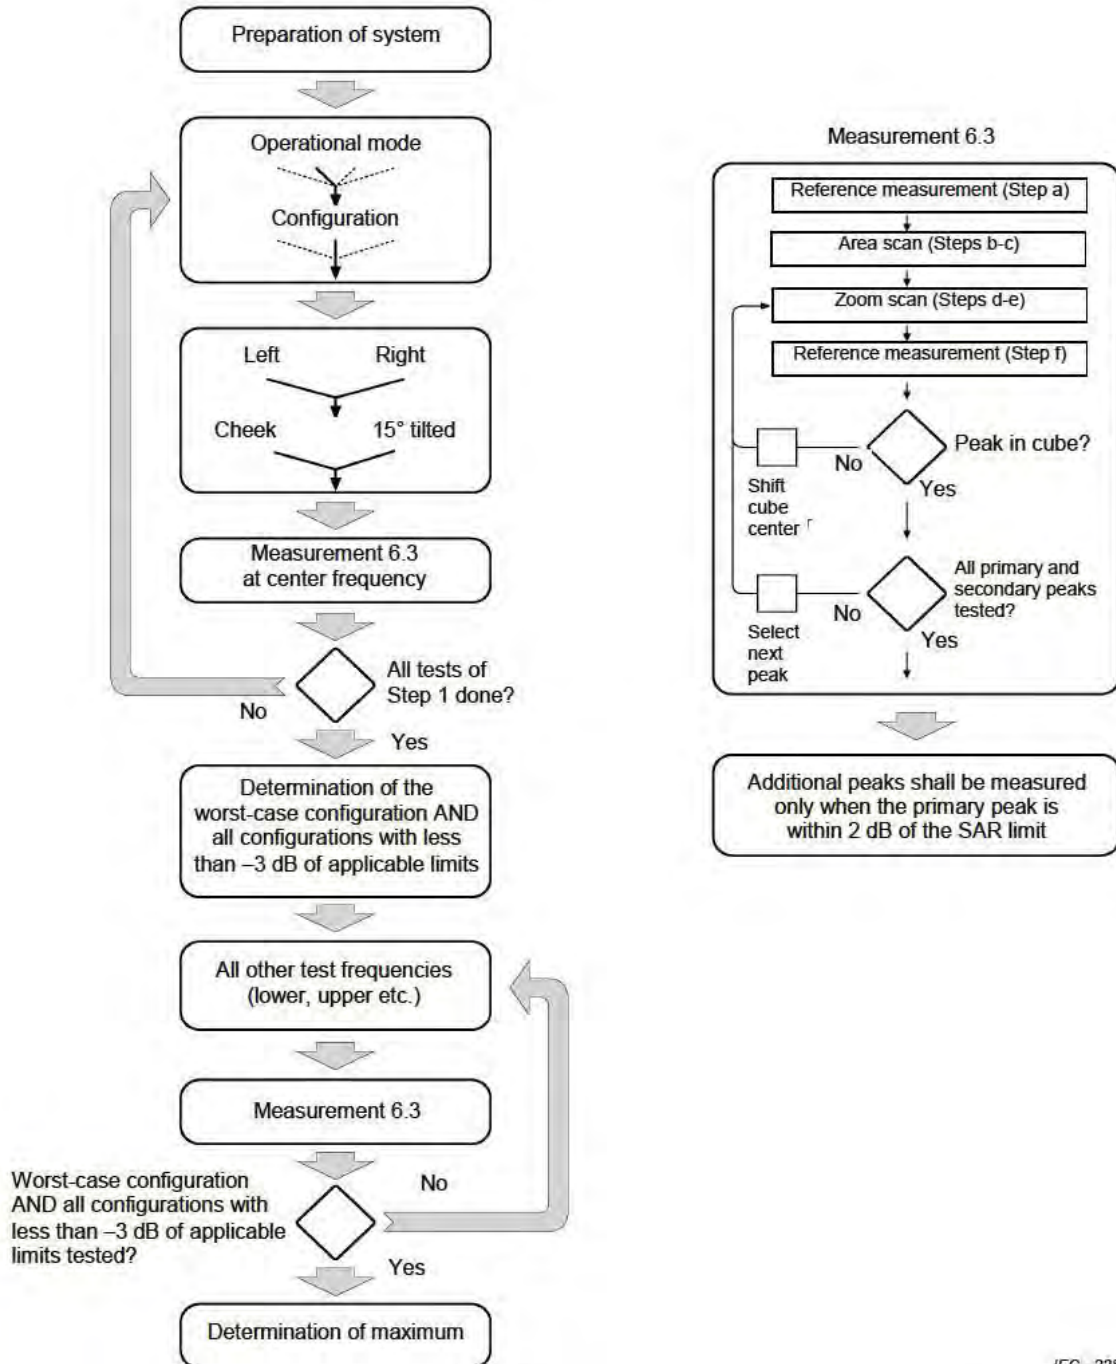 Preparation of system
Operational mode
Configuration
Left Right
Cheek 15° tilted
Measurement 6.3
at center frequency
All tests of
Step 1 done?
No
Yes
Determination of the
worst-case configuration AND
all configurations with less
than –3 dB of applicable limits
All other test frequencies
(lower, upper etc.)
Measurement 6.3
Worst-case configuration
AND all configurations with
less than –3 dB of applicable
limits tested?
No
Yes
Determination of maximum
Measurement 6.3
Reference measurement (Step a)
Area scan (Steps b-c)
Zoom scan (Steps d-e)
Reference measurement (Step f)
Peak in cube?
No
Yes
Shift
cube
center
All primary and
secondary peaks
tested?
No
Yes
Select
next
peak
Additional peaks shall be measured
only when the primary peak is
within 2 dB of the SAR limit
IEC